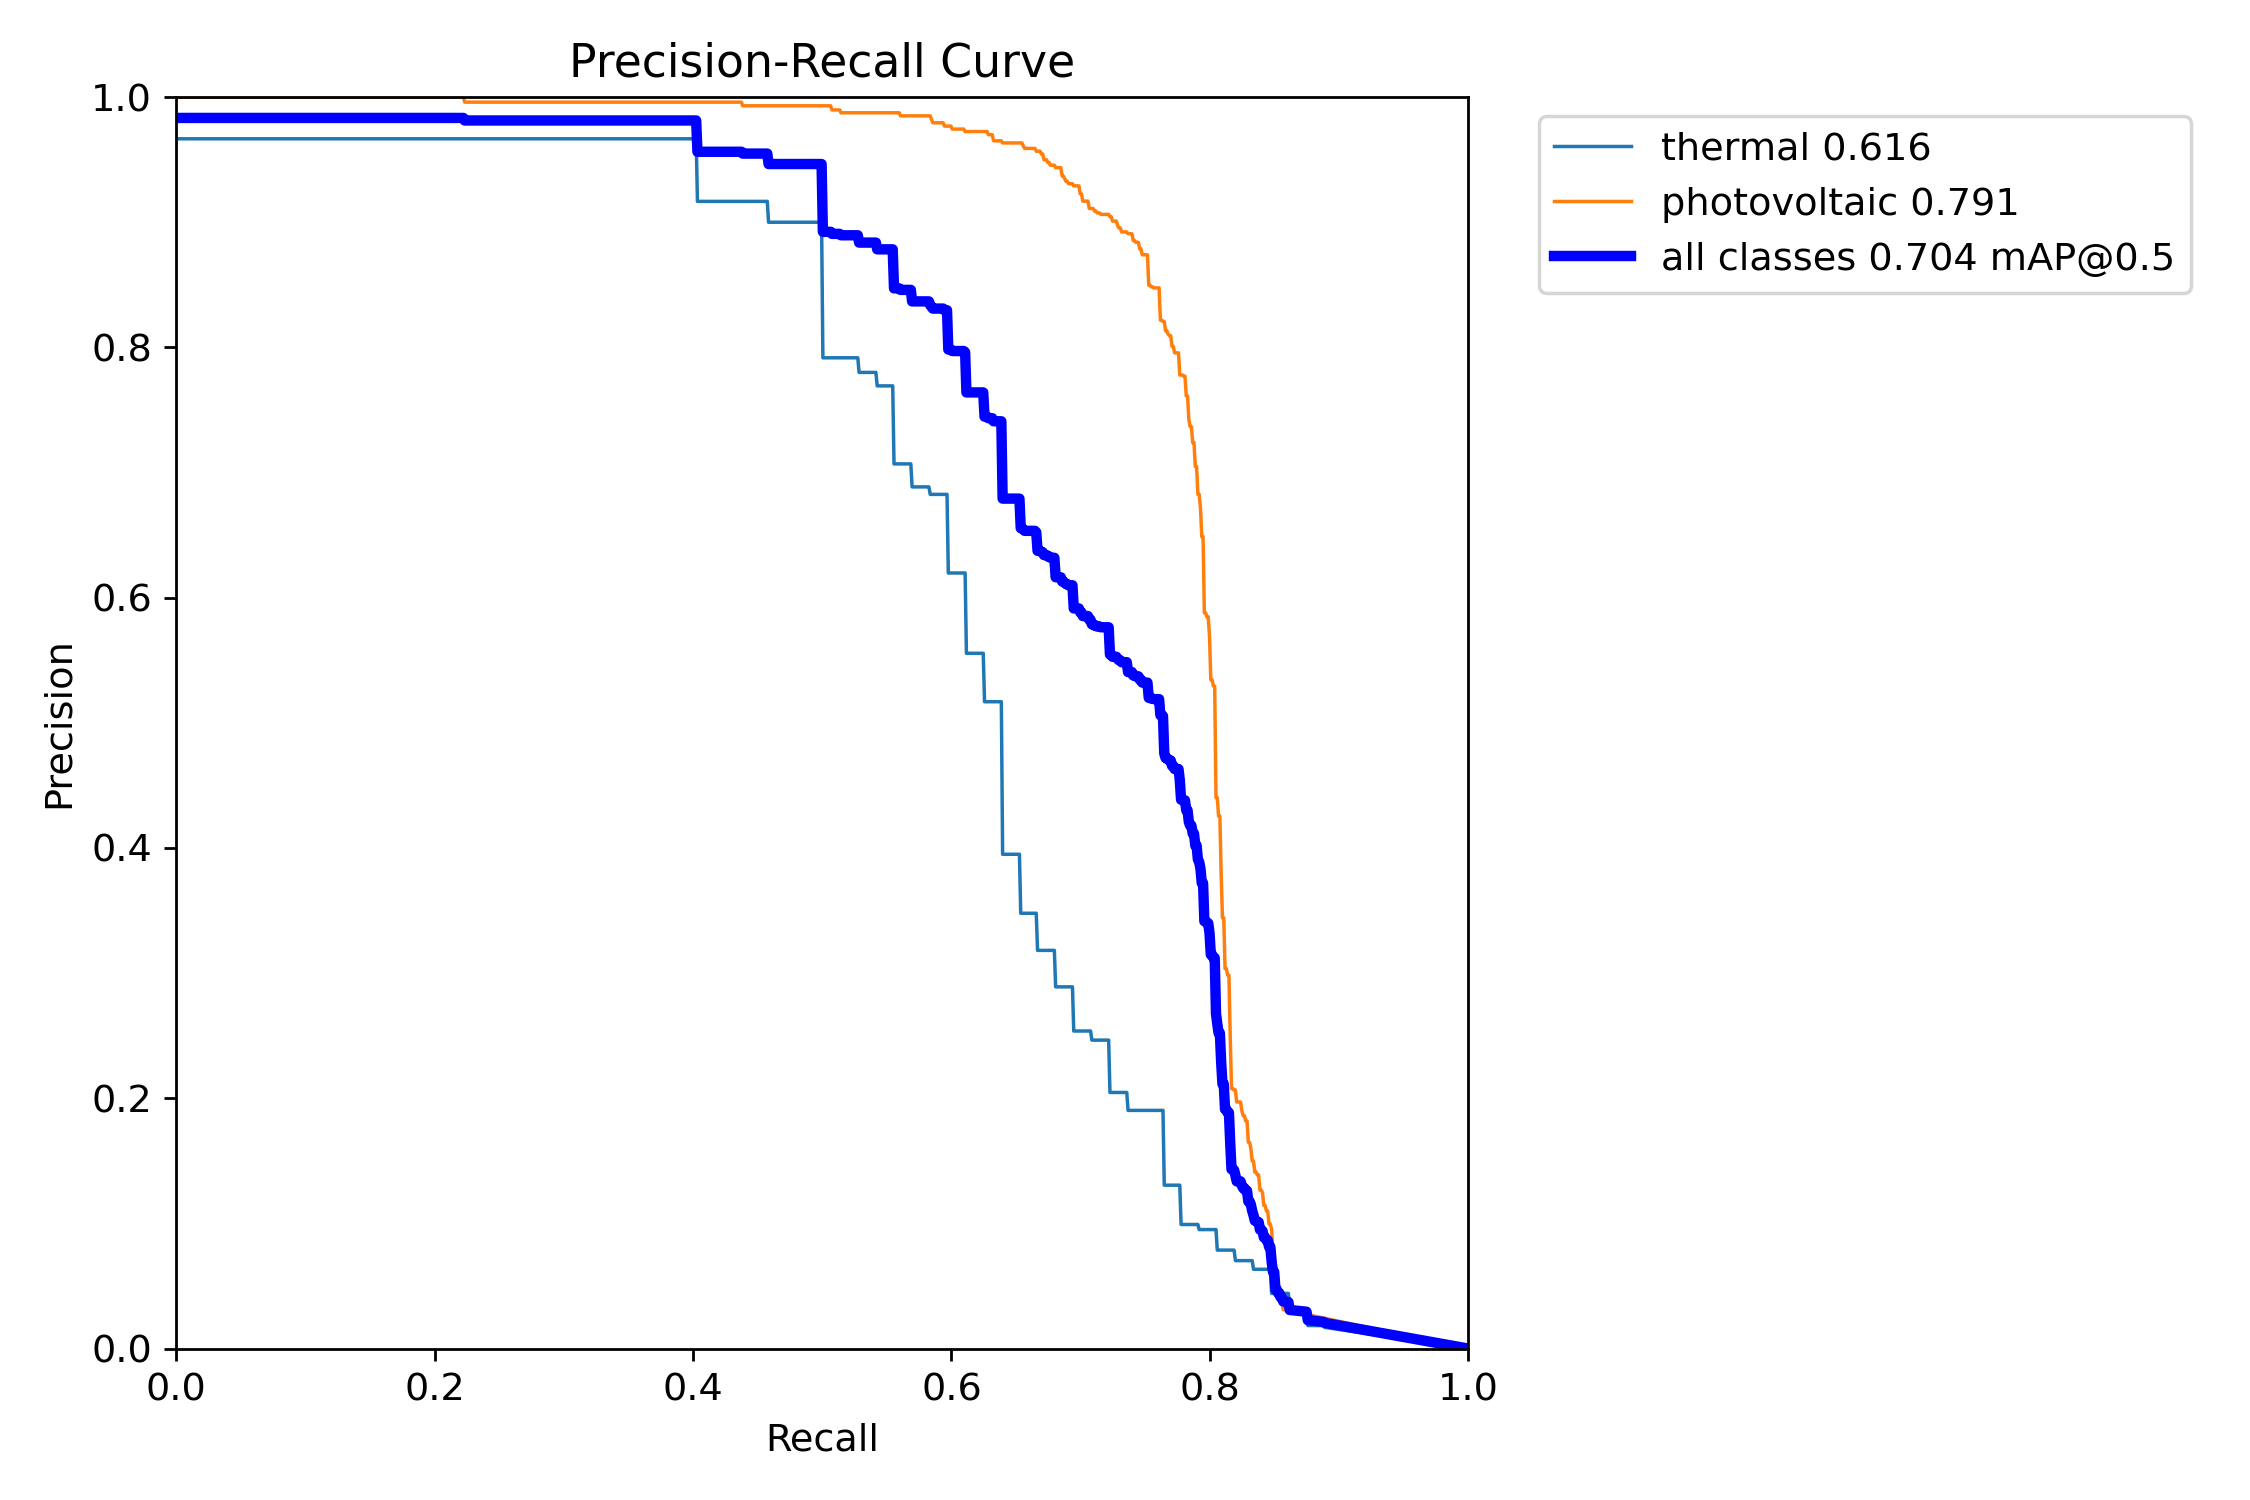 Precision-Recall Curve
1.0
0.8
0.6
0.4
0.2
0.0
Precision
0.0 0.2 0.4 0.6 0.8 1.0
Recall
thermal 0.616
photovoltaic 0.791
all classes 0.704 mAP@0.5